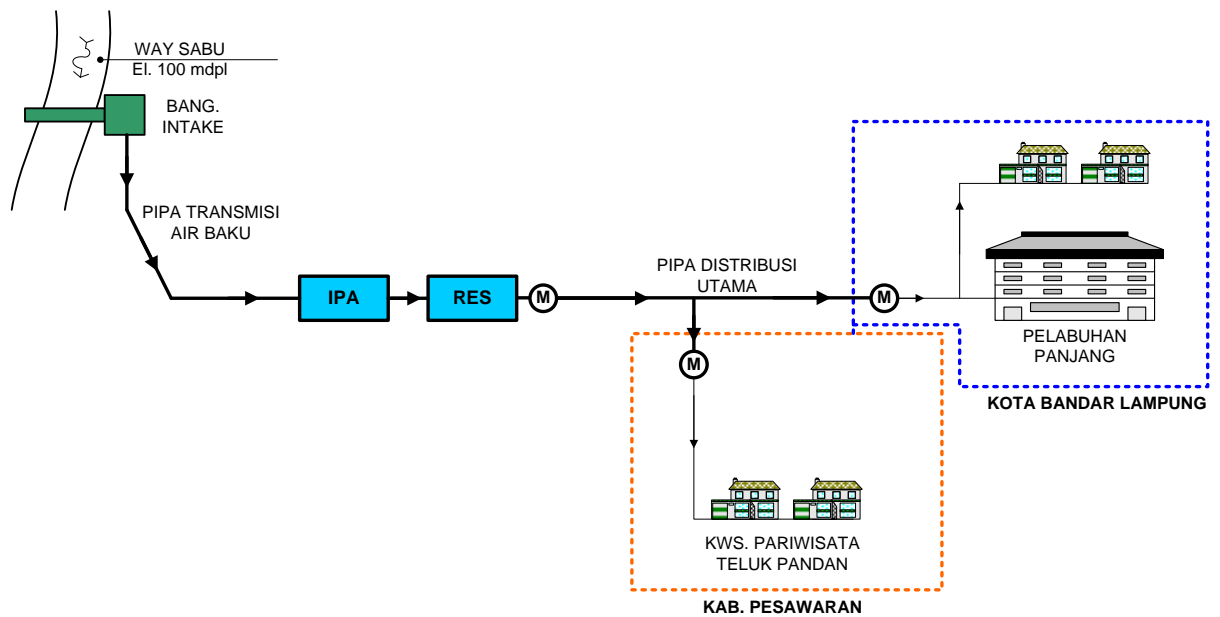 WAY SABU
El. 100 mdpl
BANG.
INTAKE
PIPA TRANSMISI
AIR BAKU
IPA
RES
M
PIPA DISTRIBUSI
UTAMA
M
M
PELABUHAN
PANJANG
KOTA BANDAR LAMPUNG
KWS. PARIWISATA
TELUK PANDAN
KAB. PESAWARAN